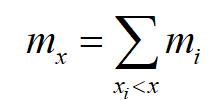 $m_x = \sum_{x_i < x} m_i$